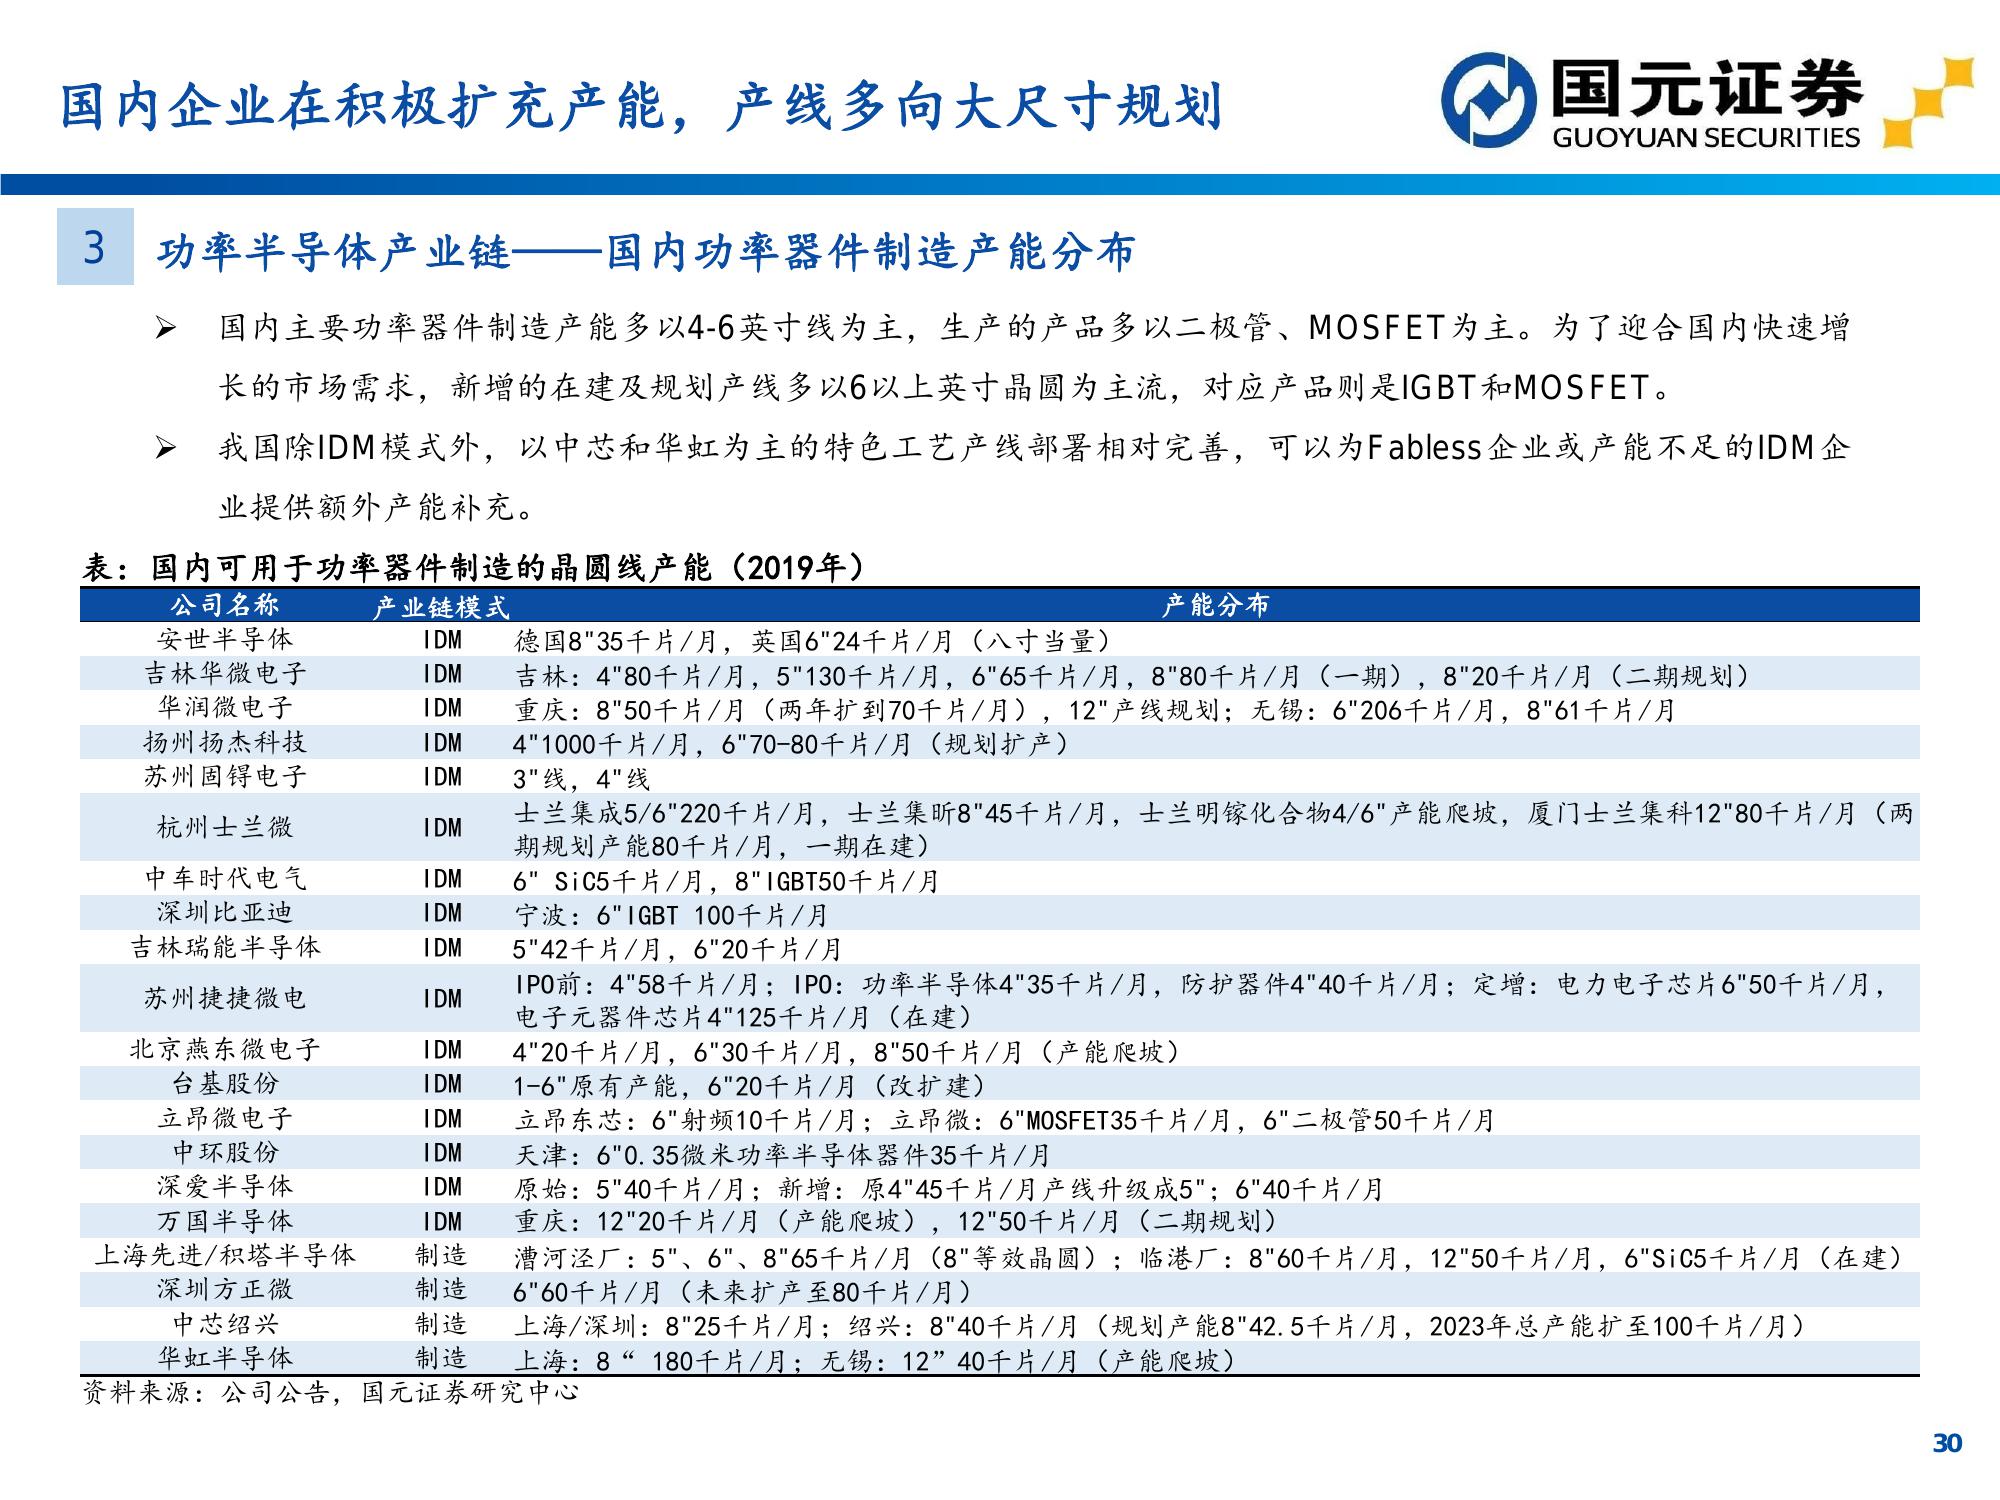 国内企业在积极扩充产能，产线多向大尺寸规划
国元证券
GUOYUAN SECURITIES
3 功率半导体产业链——国内功率器件制造产能分布
➢ 国内主要功率器件制造产能多以4-6英寸线为主，生产的产品多以二极管、MOSFET为主。为了迎合国内快速增
长的市场需求，新增的在建及规划产线多以6以上英寸晶圆为主流，对应产品则是IGBT和MOSFET。
➢ 我国除IDM模式外，以中芯和华虹为主的特色工艺产线部署相对完善，可以为Fabless企业或产能不足的IDM企
业提供额外产能补充。
表：国内可用于功率器件制造的晶圆线产能（2019年）
公司名称 产业链模式 产能分布
安世半导体 IDM 德国8"35千片/月，英国6"24千片/月（八寸当量）
吉林华微电子 IDM 吉林：4"80千片/月，5"130千片/月，6"65千片/月，8"80千片/月（一期），8"20千片/月（二期规划）
华润微电子 IDM 重庆：8"50千片/月（两年扩到70千片/月），12"产线规划；无锡：6"206千片/月，8"61千片/月
扬州扬杰科技 IDM 4"1000千片/月，6"70-80千片/月（规划扩产）
苏州固锝电子 IDM 3"线，4"线
杭州士兰微 IDM 士兰集成5/6"220千片/月，士兰集昕8"45千片/月，士兰明镓化合物4/6"产能爬坡，厦门士兰集科12"80千片/月（两
期规划产能80千片/月，一期在建）
中车时代电气 IDM 6" SiC5千片/月，8"IGBT50千片/月
深圳比亚迪 IDM 宁波：6"IGBT 100千片/月
吉林瑞能半导体 IDM 5"42千片/月，6"20千片/月
苏州捷捷微电 IDM IPO前：4"58千片/月；IPO：功率半导体4"35千片/月，防护器件4"40千片/月；定增：电力电子芯片6"50千片/月，
电子元器件芯片4"125千片/月（在建）
北京燕东微电子 IDM 4"20千片/月，6"30千片/月，8"50千片/月（产能爬坡）
台基股份 IDM 1-6"原有产能，6"20千片/月（改扩建）
立昂微电子 IDM 立昂东芯：6"射频10千片/月；立昂微：6"MOSFET35千片/月，6"二极管50千片/月
中环股份 IDM 天津：6"0.35微米功率半导体器件35千片/月
深爱半导体 IDM 原始：5"40千片/月；新增：原4"45千片/月产线升级成5"；6"40千片/月
万国半导体 IDM 重庆：12"20千片/月（产能爬坡），12"50千片/月（二期规划）
上海先进/积塔半导体 制造 漕河泾厂：5"、6"、8"65千片/月（8"等效晶圆）；临港厂：8"60千片/月，12"50千片/月，6"SiC5千片/月（在建）
深圳方正微 制造 6"60千片/月（未来扩产至80千片/月）
中芯绍兴 制造 上海/深圳：8"25千片/月；绍兴：8"40千片/月（规划产能8"42.5千片/月，2023年总产能扩至100千片/月）
华虹半导体 制造 上海：8“ 180千片/月；无锡：12”40千片/月（产能爬坡）
资料来源：公司公告，国元证券研究中心
30